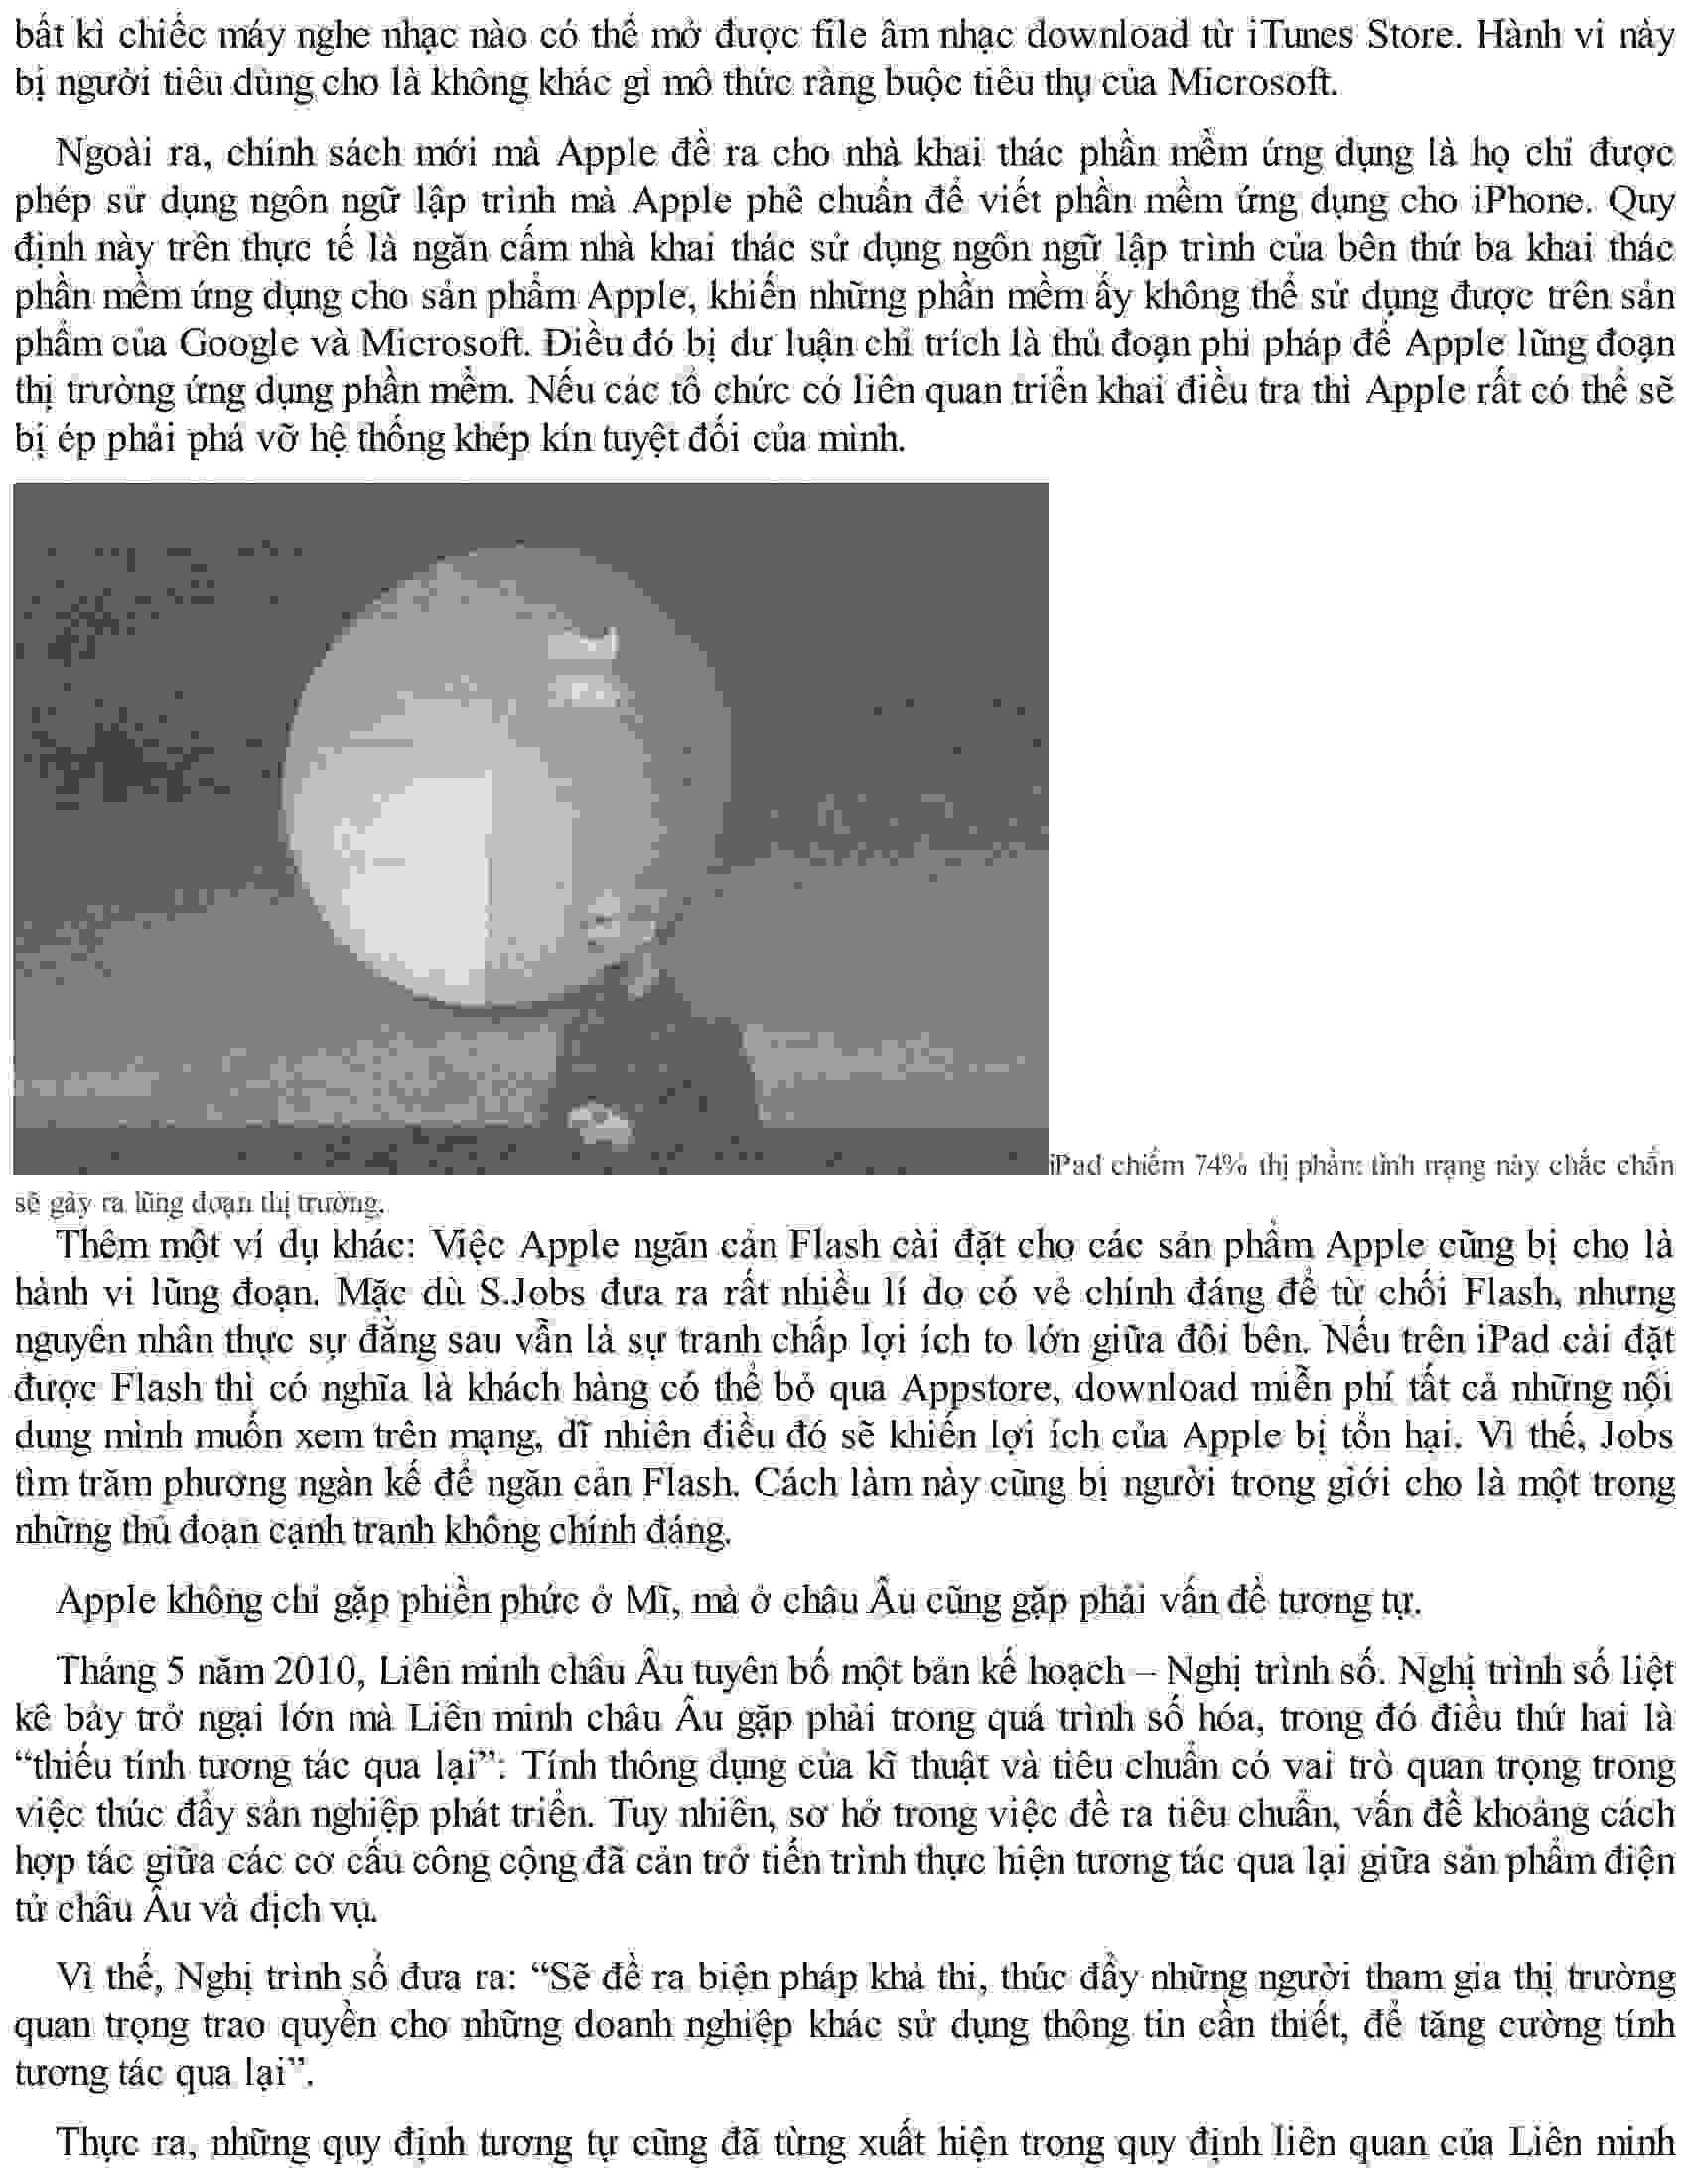 bất kì chiếc máy nghe nhạc nào có thể mở được file âm nhạc download từ iTunes Store. Hành vi này
bị người tiêu dùng cho là không khác gì mô thức ràng buộc tiêu thụ của Microsoft.
Ngoài ra, chính sách mới mà Apple đề ra cho nhà khai thác phần mềm ứng dụng là họ chỉ được
phép sử dụng ngôn ngữ lập trình mà Apple phê chuẩn để viết phần mềm ứng dụng cho iPhone. Quy
định này trên thực tế là ngăn cấm nhà khai thác sử dụng ngôn ngữ lập trình của bên thứ ba khai thác
phần mềm ứng dụng cho sản phẩm Apple, khiến những phần mềm ấy không thể sử dụng được trên sản
phẩm của Google và Microsoft. Điều đó bị dư luận chỉ trích là thủ đoạn phi pháp để Apple lũng đoạn
thị trường ứng dụng phần mềm. Nếu các tổ chức có liên quan triển khai điều tra thì Apple rất có thể sẽ
bị ép phải phá vỡ hệ thống khép kín tuyệt đối của mình.
iPad chiếm 74% thị phần: tình trạng này chắc chắn
sẽ gây ra lũng đoạn thị trường.
Thêm một ví dụ khác: Việc Apple ngăn cản Flash cài đặt cho các sản phẩm Apple cũng bị cho là
hành vi lũng đoạn. Mặc dù S.Jobs đưa ra rất nhiều lí do có vẻ chính đáng để từ chối Flash, nhưng
nguyên nhân thực sự đằng sau vẫn là sự tranh chấp lợi ích to lớn giữa đôi bên. Nếu trên iPad cài đặt
được Flash thì có nghĩa là khách hàng có thể bỏ qua Appstore, download miễn phí tất cả những nội
dung mình muốn xem trên mạng, dĩ nhiên điều đó sẽ khiến lợi ích của Apple bị tổn hại. Vì thế, Jobs
tìm trăm phương ngàn kế để ngăn cản Flash. Cách làm này cũng bị người trong giới cho là một trong
những thủ đoạn cạnh tranh không chính đáng.
Apple không chỉ gặp phiền phức ở Mĩ, mà ở châu Âu cũng gặp phải vấn đề tương tự.
Tháng 5 năm 2010, Liên minh châu Âu tuyên bố một bản kế hoạch – Nghị trình số. Nghị trình số liệt
kê bảy trở ngại lớn mà Liên minh châu Âu gặp phải trong quá trình số hóa, trong đó điều thứ hai là
“thiếu tính tương tác qua lại”: Tính thông dụng của kĩ thuật và tiêu chuẩn có vai trò quan trọng trong
việc thúc đẩy sản nghiệp phát triển. Tuy nhiên, sơ hở trong việc đề ra tiêu chuẩn, vấn đề khoảng cách
hợp tác giữa các cơ cấu công cộng đã cản trở tiến trình thực hiện tương tác qua lại giữa sản phẩm điện
tử châu Âu và dịch vụ.
Vì thế, Nghị trình số đưa ra: “Sẽ đề ra biện pháp khả thi, thúc đẩy những người tham gia thị trường
quan trọng trao quyền cho những doanh nghiệp khác sử dụng thông tin cần thiết, để tăng cường tính
tương tác qua lại”.
Thực ra, những quy định tương tự cũng đã từng xuất hiện trong quy định liên quan của Liên minh